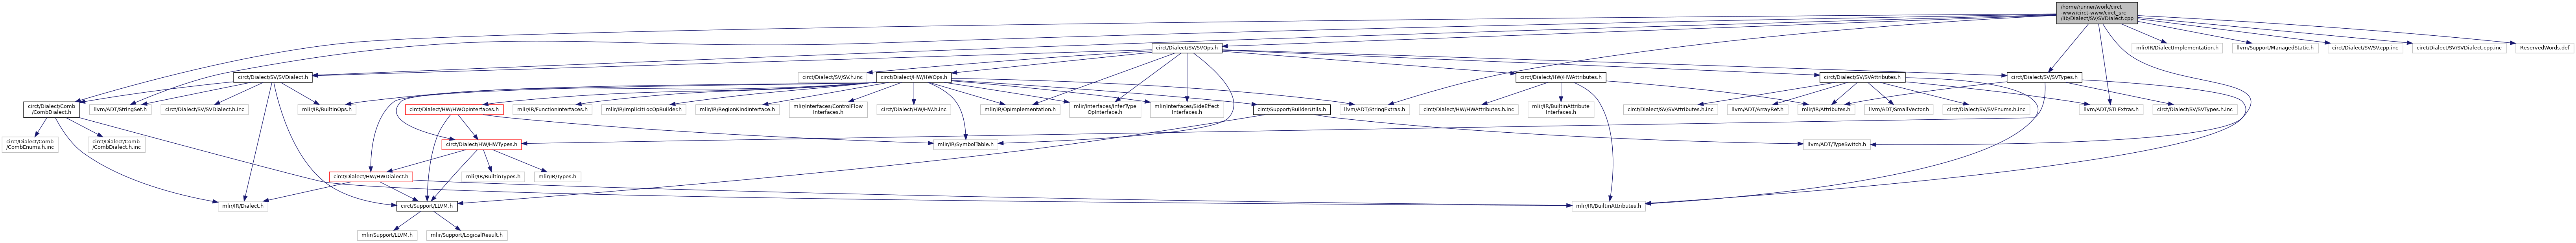 /home/runner/work/circt
-www/circt-www/circt_src
/lib/Dialect/SV/SVDialect.cpp
circt/Dialect/SV/SVOps.h
mlir/IR/DialectImplementation.h
llvm/Support/ManagedStatic.h
circt/Dialect/SV/SV.cpp.inc
circt/Dialect/SV/SVDialect.cpp.inc
ReservedWords.def
circt/Dialect/SV/SVDialect.h
circt/Dialect/SV/SV.h.inc
circt/Dialect/HW/HWOps.h
circt/Dialect/HW/HWAttributes.h
circt/Dialect/SV/SVAttributes.h
circt/Dialect/SV/SVTypes.h
circt/Dialect/Comb
/CombDialect.h
llvm/ADT/StringSet.h
circt/Dialect/SV/SVDialect.h.inc
mlir/IR/BuiltinOps.h
circt/Dialect/HW/HWOpInterfaces.h
mlir/IR/FunctionInterfaces.h
mlir/IR/ImplicitLocOpBuilder.h
mlir/IR/RegionKindInterface.h
mlir/Interfaces/ControlFlow
Interfaces.h
circt/Dialect/HW/HW.h.inc
mlir/IR/OpImplementation.h
mlir/Interfaces/InferType
OpInterface.h
mlir/Interfaces/SideEffect
Interfaces.h
circt/Support/BuilderUtils.h
llvm/ADT/StringExtras.h
circt/Dialect/HW/HWAttributes.h.inc
mlir/IR/BuiltinAttribute
Interfaces.h
circt/Dialect/SV/SVAttributes.h.inc
llvm/ADT/ArrayRef.h
mlir/IR/Attributes.h
llvm/ADT/SmallVector.h
circt/Dialect/SV/SVEnums.h.inc
llvm/ADT/STLExtras.h
circt/Dialect/SV/SVTypes.h.inc
circt/Dialect/Comb
/CombEnums.h.inc
circt/Dialect/Comb
/CombDialect.h.inc
circt/Dialect/HW/HWTypes.h
mlir/IR/SymbolTable.h
llvm/ADT/TypeSwitch.h
circt/Dialect/HW/HWDialect.h
mlir/IR/BuiltinTypes.h
mlir/IR/Types.h
mlir/IR/Dialect.h
circt/Support/LLVM.h
mlir/IR/BuiltinAttributes.h
mlir/Support/LLVM.h
mlir/Support/LogicalResult.h